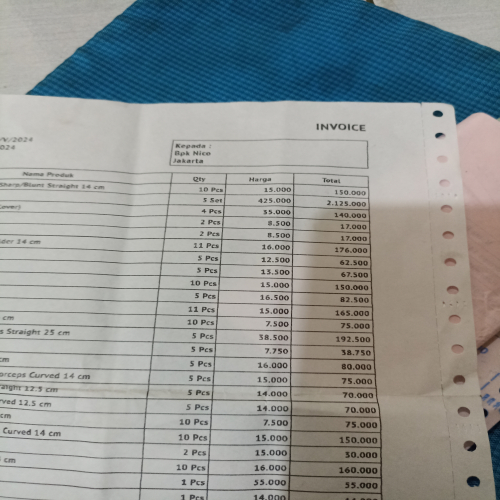 INVOICE
/2024
024
Kepada :
Bpk Nico
Jakarta
Name Produk Qty Harga Total
Sharp/Blunt Straight 14 cm 10 Pcs 15.000 150.000
5 Set 425.000 2.125.000
4 Pcs 35.000 140.000
2 Pcs 8.500 17.000
2 Pcs 8.500 17.000
11 Pcs 16.000 176.000
5 Pcs 12.500 62.500
5 Pcs 13.500 67.500
10 Pcs 15.000 150.000
5 Pcs 16.500 82.500
11 Pcs 15.000 165.000
10 Pcs 7.500 75.000
s Straight 25 cm 5 Pcs 38.500 192.500
5 Pcs 7.750 38.750
cm 5 Pcs 16.000 80.000
orceps Curved 14 cm 5 Pcs 15.000 75.000
aight 12.5 cm 5 Pcs 14.000 70.000
rved 12.5 cm 5 Pcs 14.000 70.000
cm 10 Pcs 7.500 75.000
Curved 14 cm 10 Pcs 15.000 150.000
2 Pcs 15.000 30.000
cm 10 Pcs 16.000 160.000
1 Pcs 55.000 55.000
1 Pcs 14.000